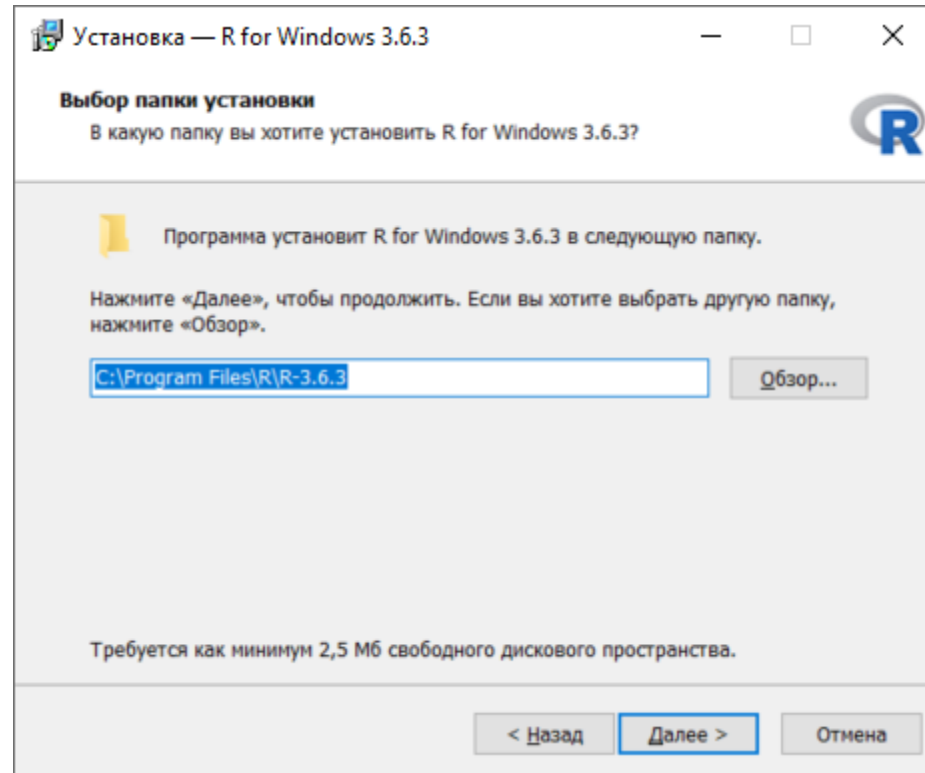 Установка — R for Windows 3.6.3
Выбор папки установки
В какую папку вы хотите установить R for Windows 3.6.3?
R
Программа установит R for Windows 3.6.3 в следующую папку.
Нажмите «Далее», чтобы продолжить. Если вы хотите выбрать другую папку,
нажмите «Обзор».
C:\Program Files\R\R-3.6.3
Обзор...
Требуется как минимум 2,5 Мб свободного дискового пространства.
< Назад
Далее >
Отмена